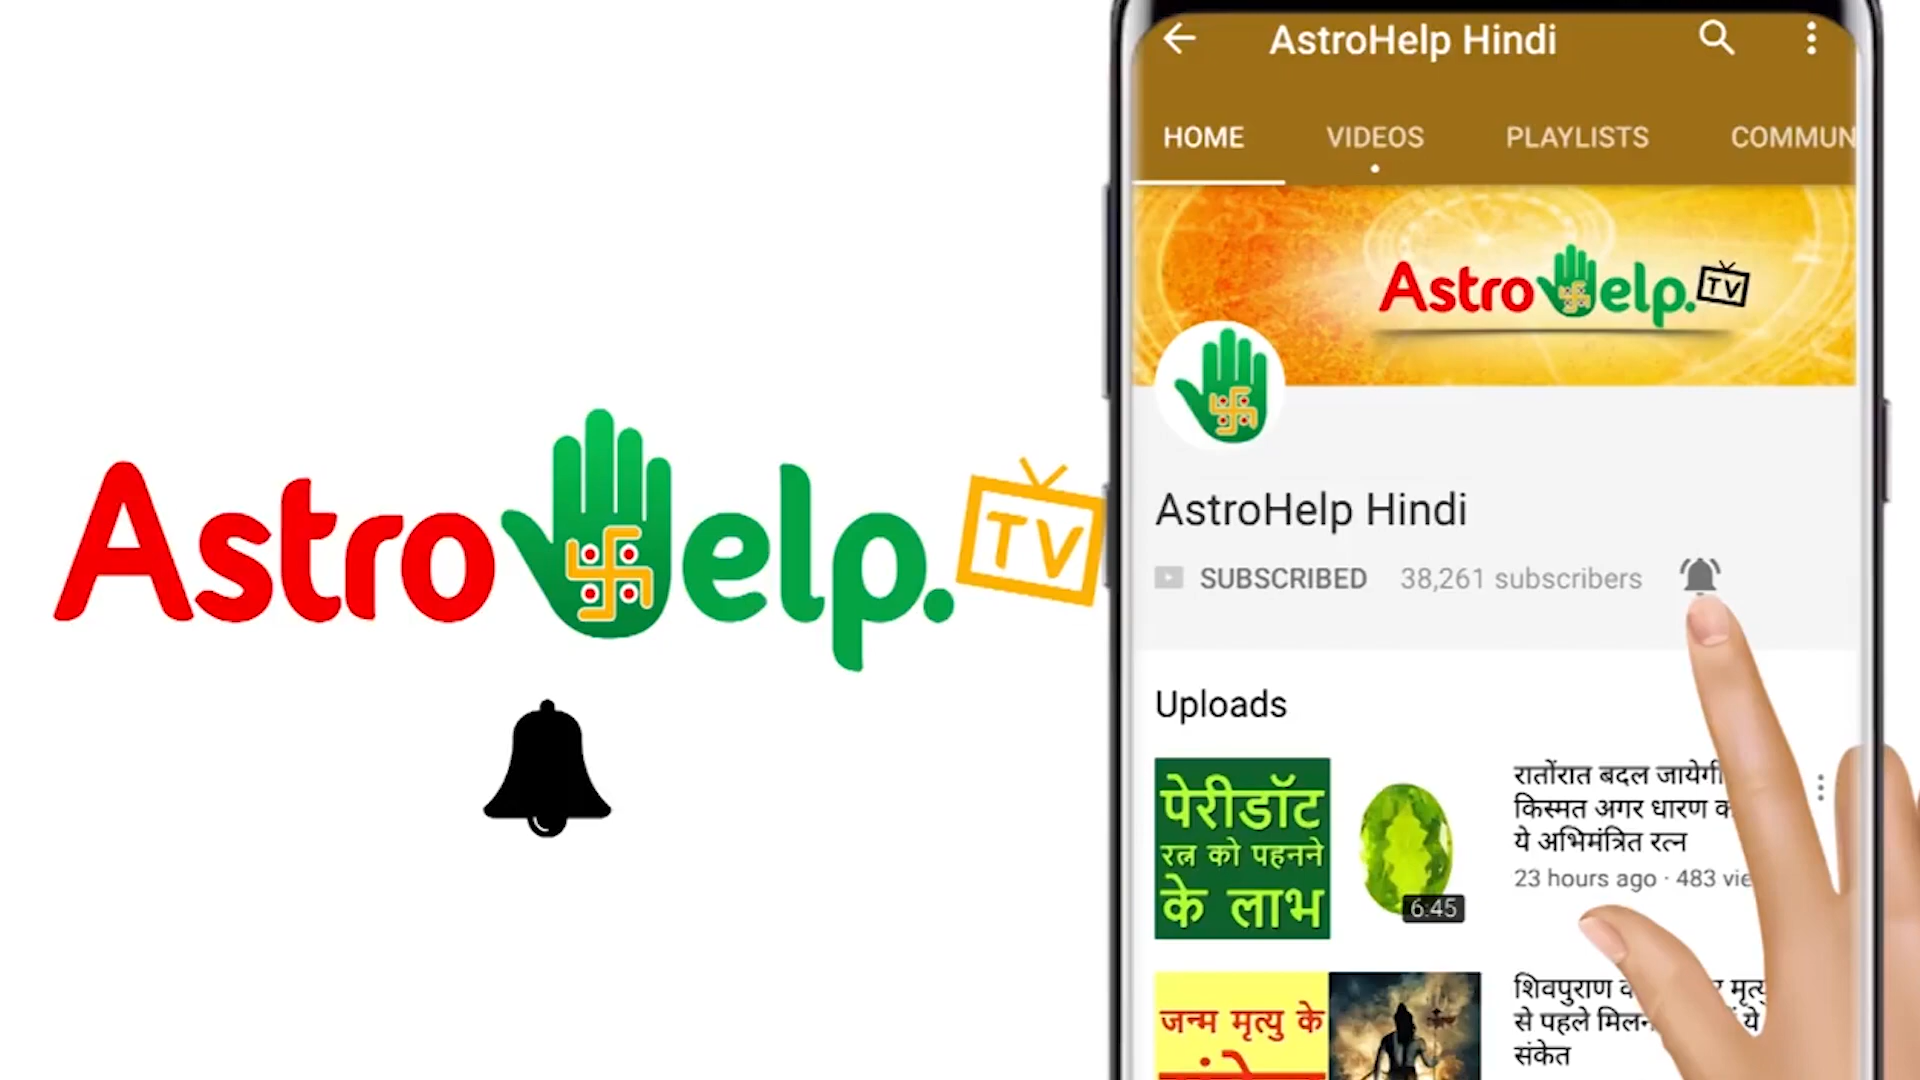 AstroHelp.
TV
AstroHelp Hindi
HOME VIDEOS PLAYLISTS COMMUN
AstroHelp. TV
AstroHelp Hindi
SUBSCRIBED 38,261 subscribers
Uploads
पेरीडॉट
रत्न को पहनने
के लाभ
6:45
रातोंरात बदल जायेगी
किस्मत अगर धारण
ये अभिमंत्रित रत्न
23 hours ago · 483
जन्म मृत्यु के
शिवपुराण
से पहले
ये
संकेत